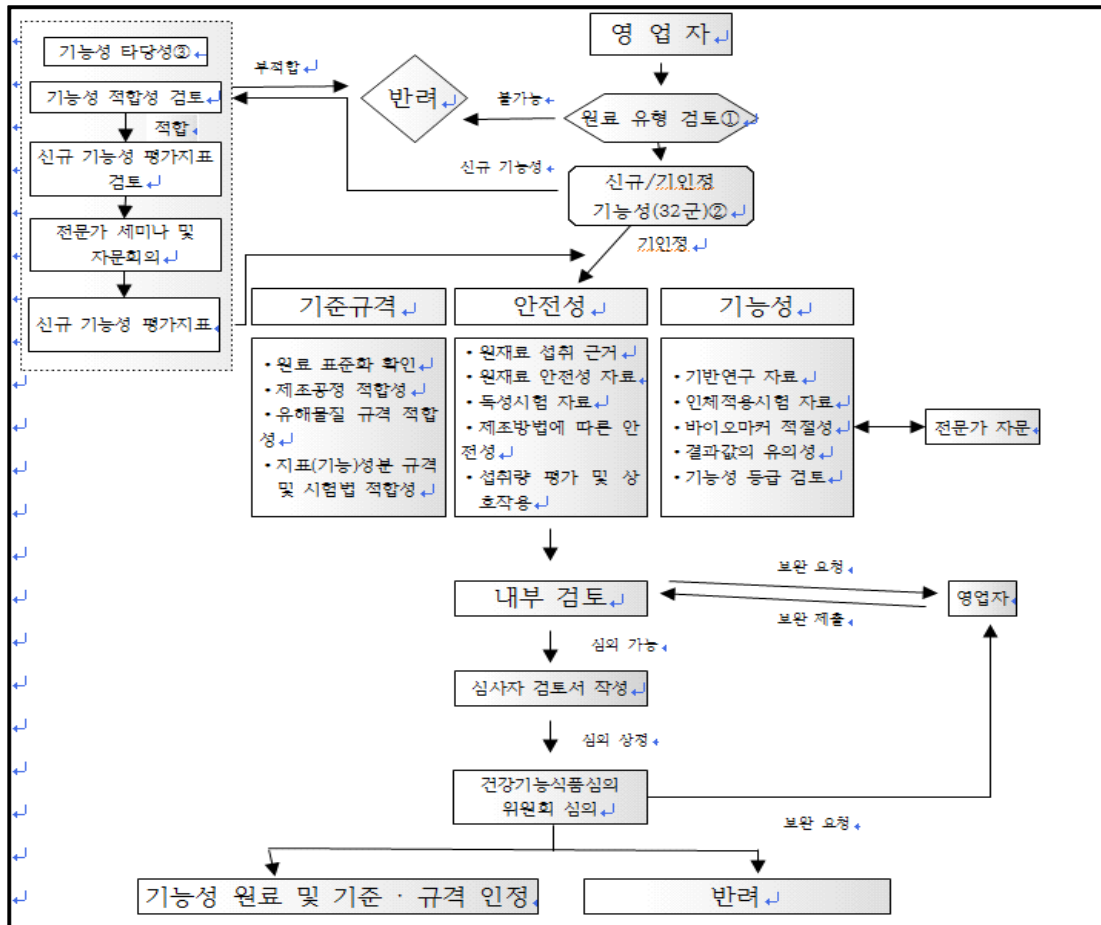 영 업 자
기능성 타당성③
부적합
반려
불가능
원료 유형 검토①
기능성 적합성 검토
적합
신규 기능성
신규/기인정
기능성(32군)②
신규 기능성 평가지표
검토
전문가 세미나 및
자문회의
기인정
신규 기능성 평가지표
기준규격
안전성
기능성
• 원료 표준화 확인
• 제조공정 적합성
• 유해물질 규격 적합
성
• 지표(기능)성분 규격
및 시험법 적합성
• 원재료 섭취 근거
• 원재료 안전성 자료
• 독성시험 자료
• 제조방법에 따른 안
전성
• 섭취량 평가 및 상
호작용
• 기반연구 자료
• 인체적용시험 자료
• 바이오마커 적절성
• 결과값의 유의성
• 기능성 등급 검토
전문가 자문
내부 검토
보완 요청
보완 제출
영업자
심의 가능
심사자 검토서 작성
심의 상정
건강기능식품심의
위원회 심의
보완 요청
기능성 원료 및 기준 · 규격 인정
반려